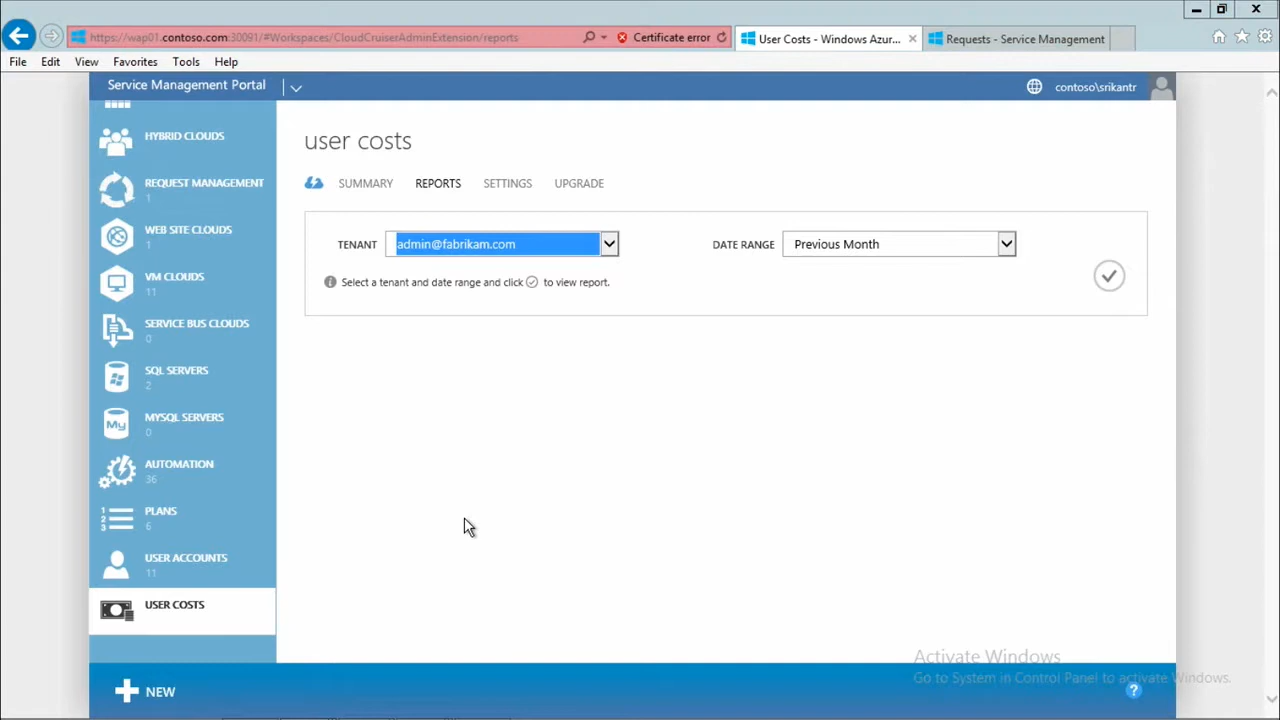 https://wap01.contoso.com:30091/#Workspaces/CloudCruiserAdminExtension/reports
Certificate error
User Costs - Windows Azur...
Requests - Service Management
File Edit View Favorites Tools Help
Service Management Portal
contoso\srikantr
HYBRID CLOUDS
REQUEST MANAGEMENT
1
WEB SITE CLOUDS
1
VM CLOUDS
11
SERVICE BUS CLOUDS
0
SQL SERVERS
2
MYSQL SERVERS
0
AUTOMATION
36
PLANS
6
USER ACCOUNTS
11
USER COSTS
user costs
SUMMARY REPORTS SETTINGS UPGRADE
TENANT admin@fabrikam.com DATE RANGE Previous Month
Select a tenant and date range and click to view report.
Activate Windows
Go to System in Control Panel to activate Windows.
NEW
?